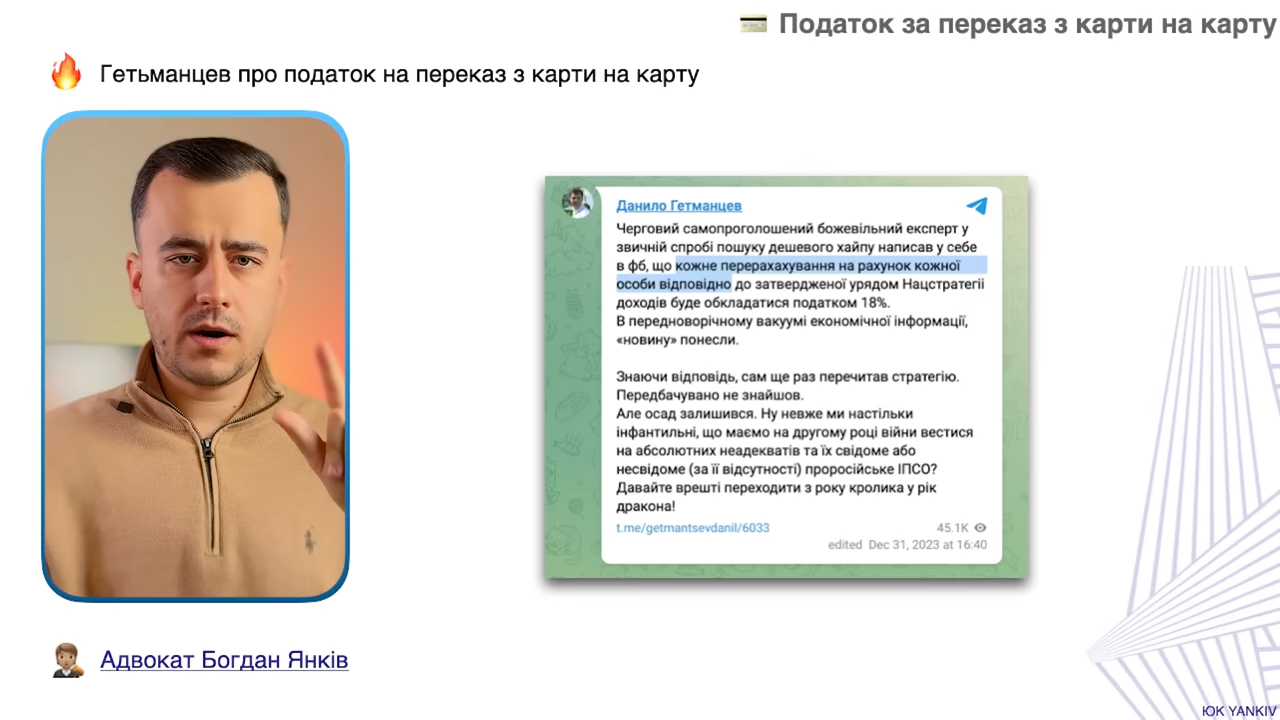 Податок за переказ з карти на карту
Гетьманцев про податок на переказ з карти на карту
Данило Гетманцев
Черговий самопроголошений божевільний експерт у
звичній спробі пошуку дешевого хайпу написав у себе
в фб, що кожне перерахахування на рахунок кожної
особи відповідно до затвердженої урядом Нацстратегії
доходів буде обкладатися податком 18%.
В передноворічному вакуумі економічної інформації,
«новину» понесли.
Знаючи відповідь, сам ще раз перечитав стратегію.
Передбачувано не знайшов.
Але осад залишився. Ну невже ми настільки
інфантильні, що маємо на другому році війни вестися
на абсолютних неадекватів та їх свідоме або
несвідоме (за її відсутності) проросійське ІПСО?
Давайте врешті переходити з року кролика у рік
дракона!
t.me/getmantsevdanil/6033
45.1K
edited Dec 31, 2023 at 16:40
Адвокат Богдан Янків
ЮК YANKIV